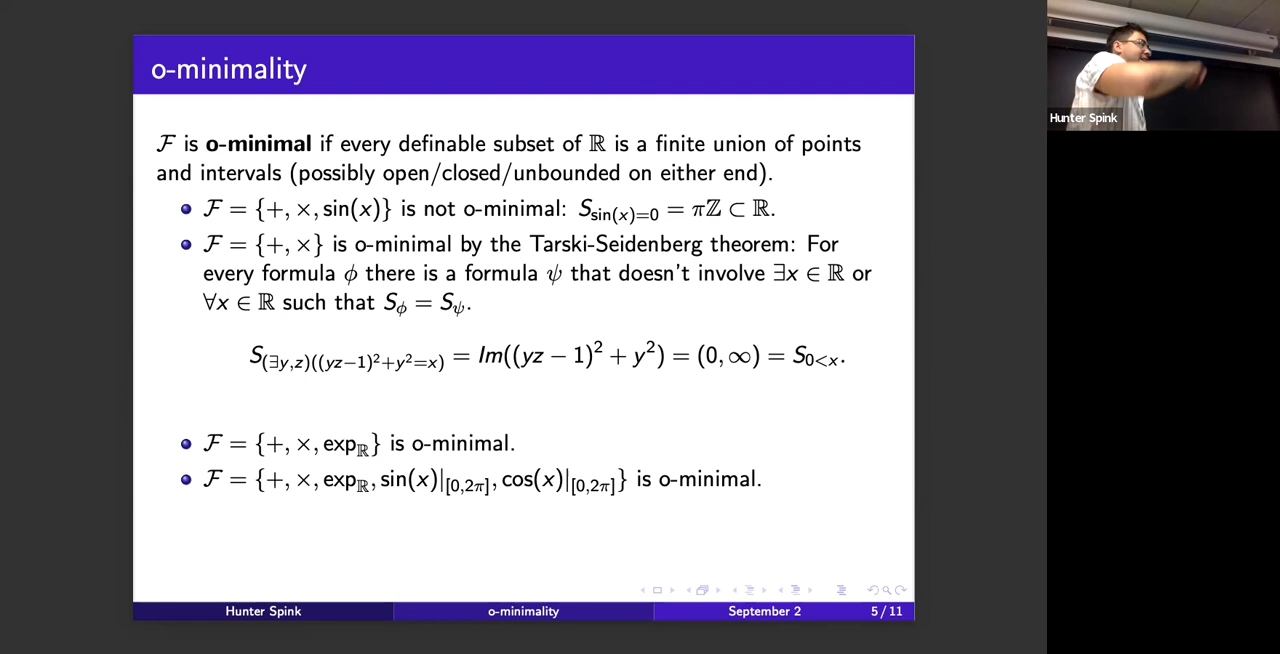 o-minimality
ℱ is o-minimal if every definable subset of ℝ is a finite union of points
and intervals (possibly open/closed/unbounded on either end).
• ℱ = {+, ×, sin(x)} is not o-minimal: S_{sin(x)=0} = πℤ ⊂ ℝ.
• ℱ = {+, ×} is o-minimal by the Tarski-Seidenberg theorem: For
every formula ϕ there is a formula ψ that doesn't involve ∃x ∈ ℝ or
∀x ∈ ℝ such that S_ϕ = S_ψ.
S_{(∃y,z)((yz−1)²+y²=x)} = Im((yz − 1)² + y²) = (0, ∞) = S_{0<x}.
• ℱ = {+, ×, exp_ℝ} is o-minimal.
• ℱ = {+, ×, exp_ℝ, sin(x)|_{[0,2π]}, cos(x)|_{[0,2π]}} is o-minimal.
Hunter Spink o-minimality September 2 5 / 11
Hunter Spink